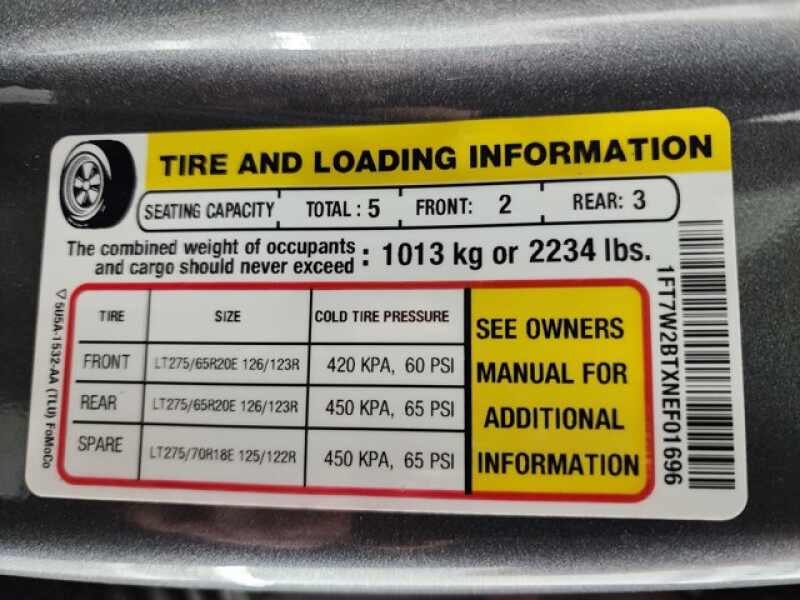 TIRE AND LOADING INFORMATION
SEATING CAPACITY TOTAL : 5 FRONT: 2 REAR: 3
The combined weight of occupants
and cargo should never exceed : 1013 kg or 2234 lbs.
TIRE SIZE COLD TIRE PRESSURE
FRONT LT275/65R20E 126/123R 420 KPA, 60 PSI
REAR LT275/65R20E 126/123R 450 KPA, 65 PSI
SPARE LT275/70R18E 125/122R 450 KPA, 65 PSI
SEE OWNERS
MANUAL FOR
ADDITIONAL
INFORMATION
1FT7W2BTXNEF01696
5U5A-1532-AA (TLU) FoMoCo